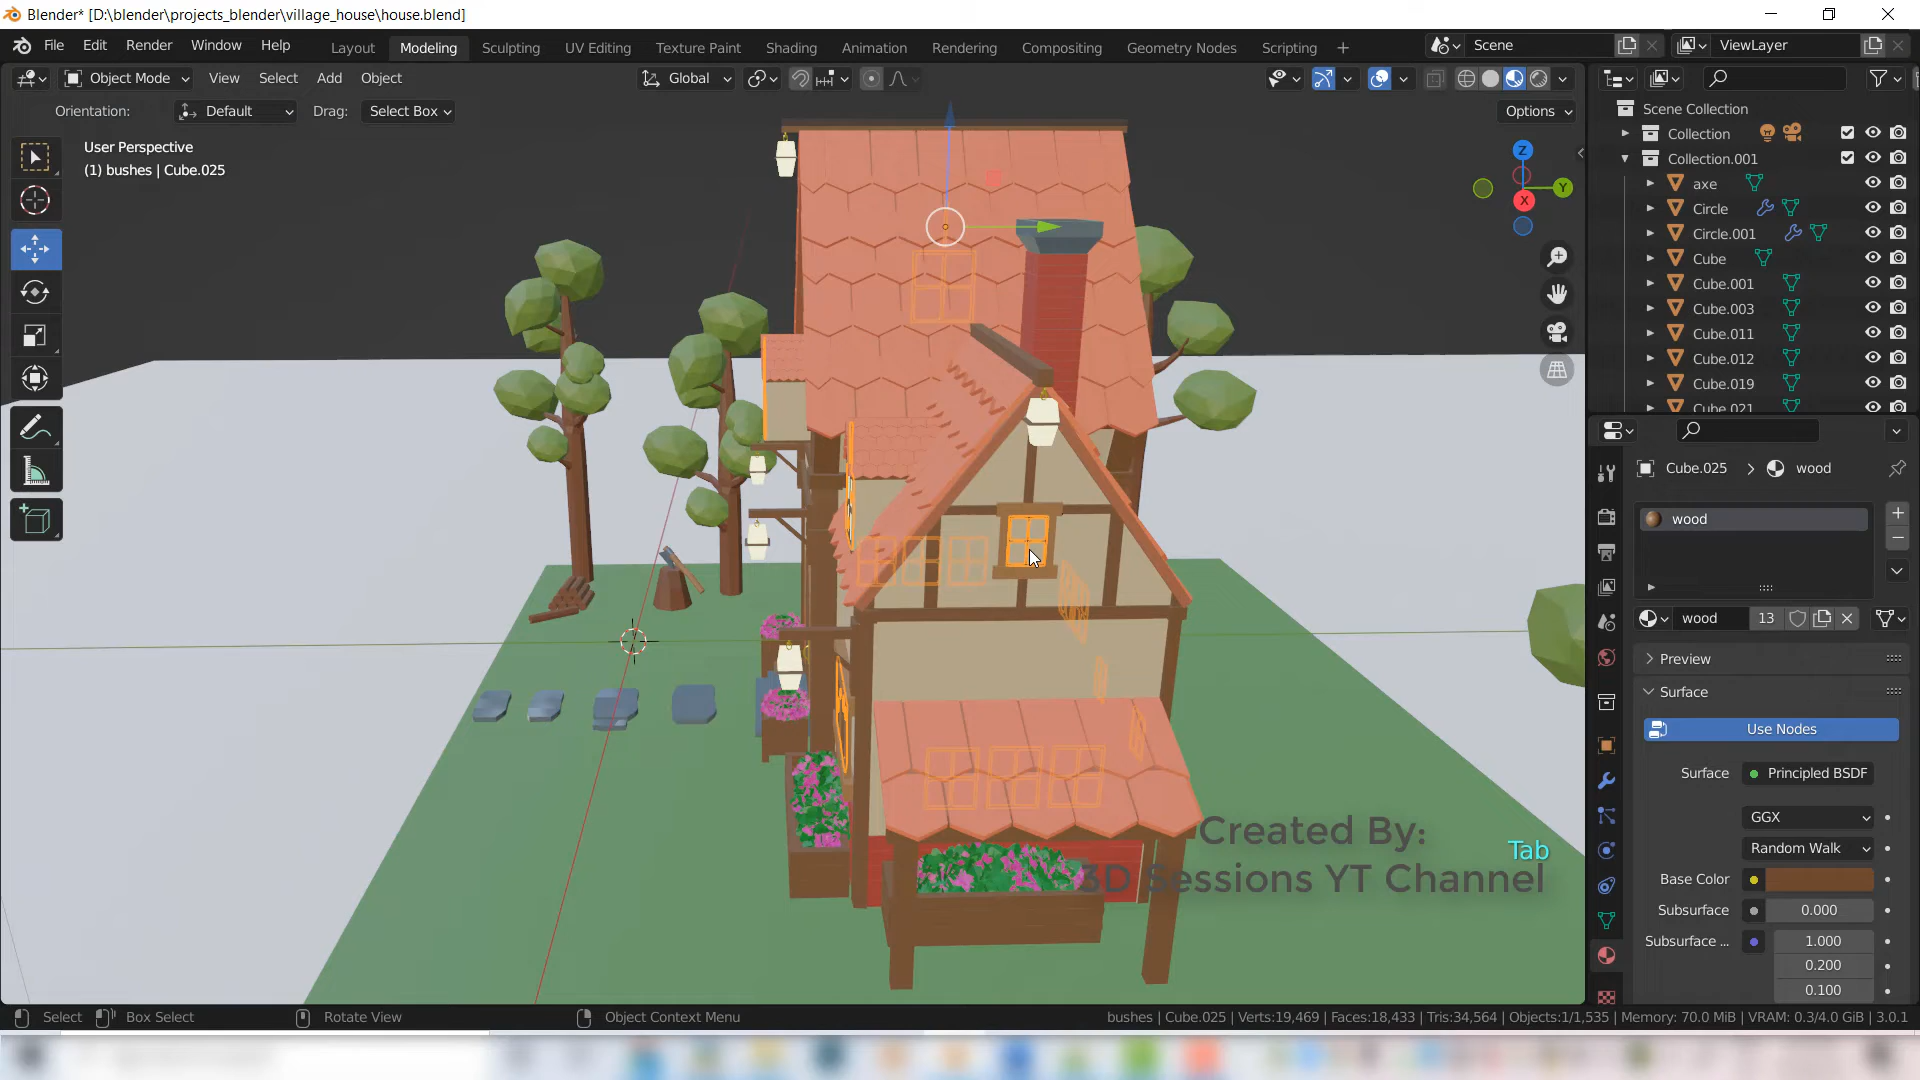 Blender* [D:\blender\projects_blender\village_house\house.blend]
File Edit Render Window Help
Layout Modeling Sculpting UV Editing Texture Paint Shading Animation Rendering Compositing Geometry Nodes Scripting
Scene
ViewLayer
Object Mode View Select Add Object
Global
Orientation: Default Drag: Select Box
Options
User Perspective
(1) bushes | Cube.025
Z
Y
X
Scene Collection
Collection
Collection.001
axe
Circle
Circle.001
Cube
Cube.001
Cube.003
Cube.011
Cube.012
Cube.019
Cube.021
Cube.025 > wood
wood
wood 13
Preview
Surface
Use Nodes
Surface Principled BSDF
GGX
Random Walk
Base Color
Subsurface 0.000
Subsurface ... 1.000
0.200
0.100
Created By:
Tab
3D Sessions YT Channel
Select Box Select Rotate View Object Context Menu
bushes | Cube.025 | Verts:19,469 | Faces:18,433 | Tris:34,564 | Objects:1/1,535 | Memory: 70.0 MiB | VRAM: 0.3/4.0 GiB | 3.0.1